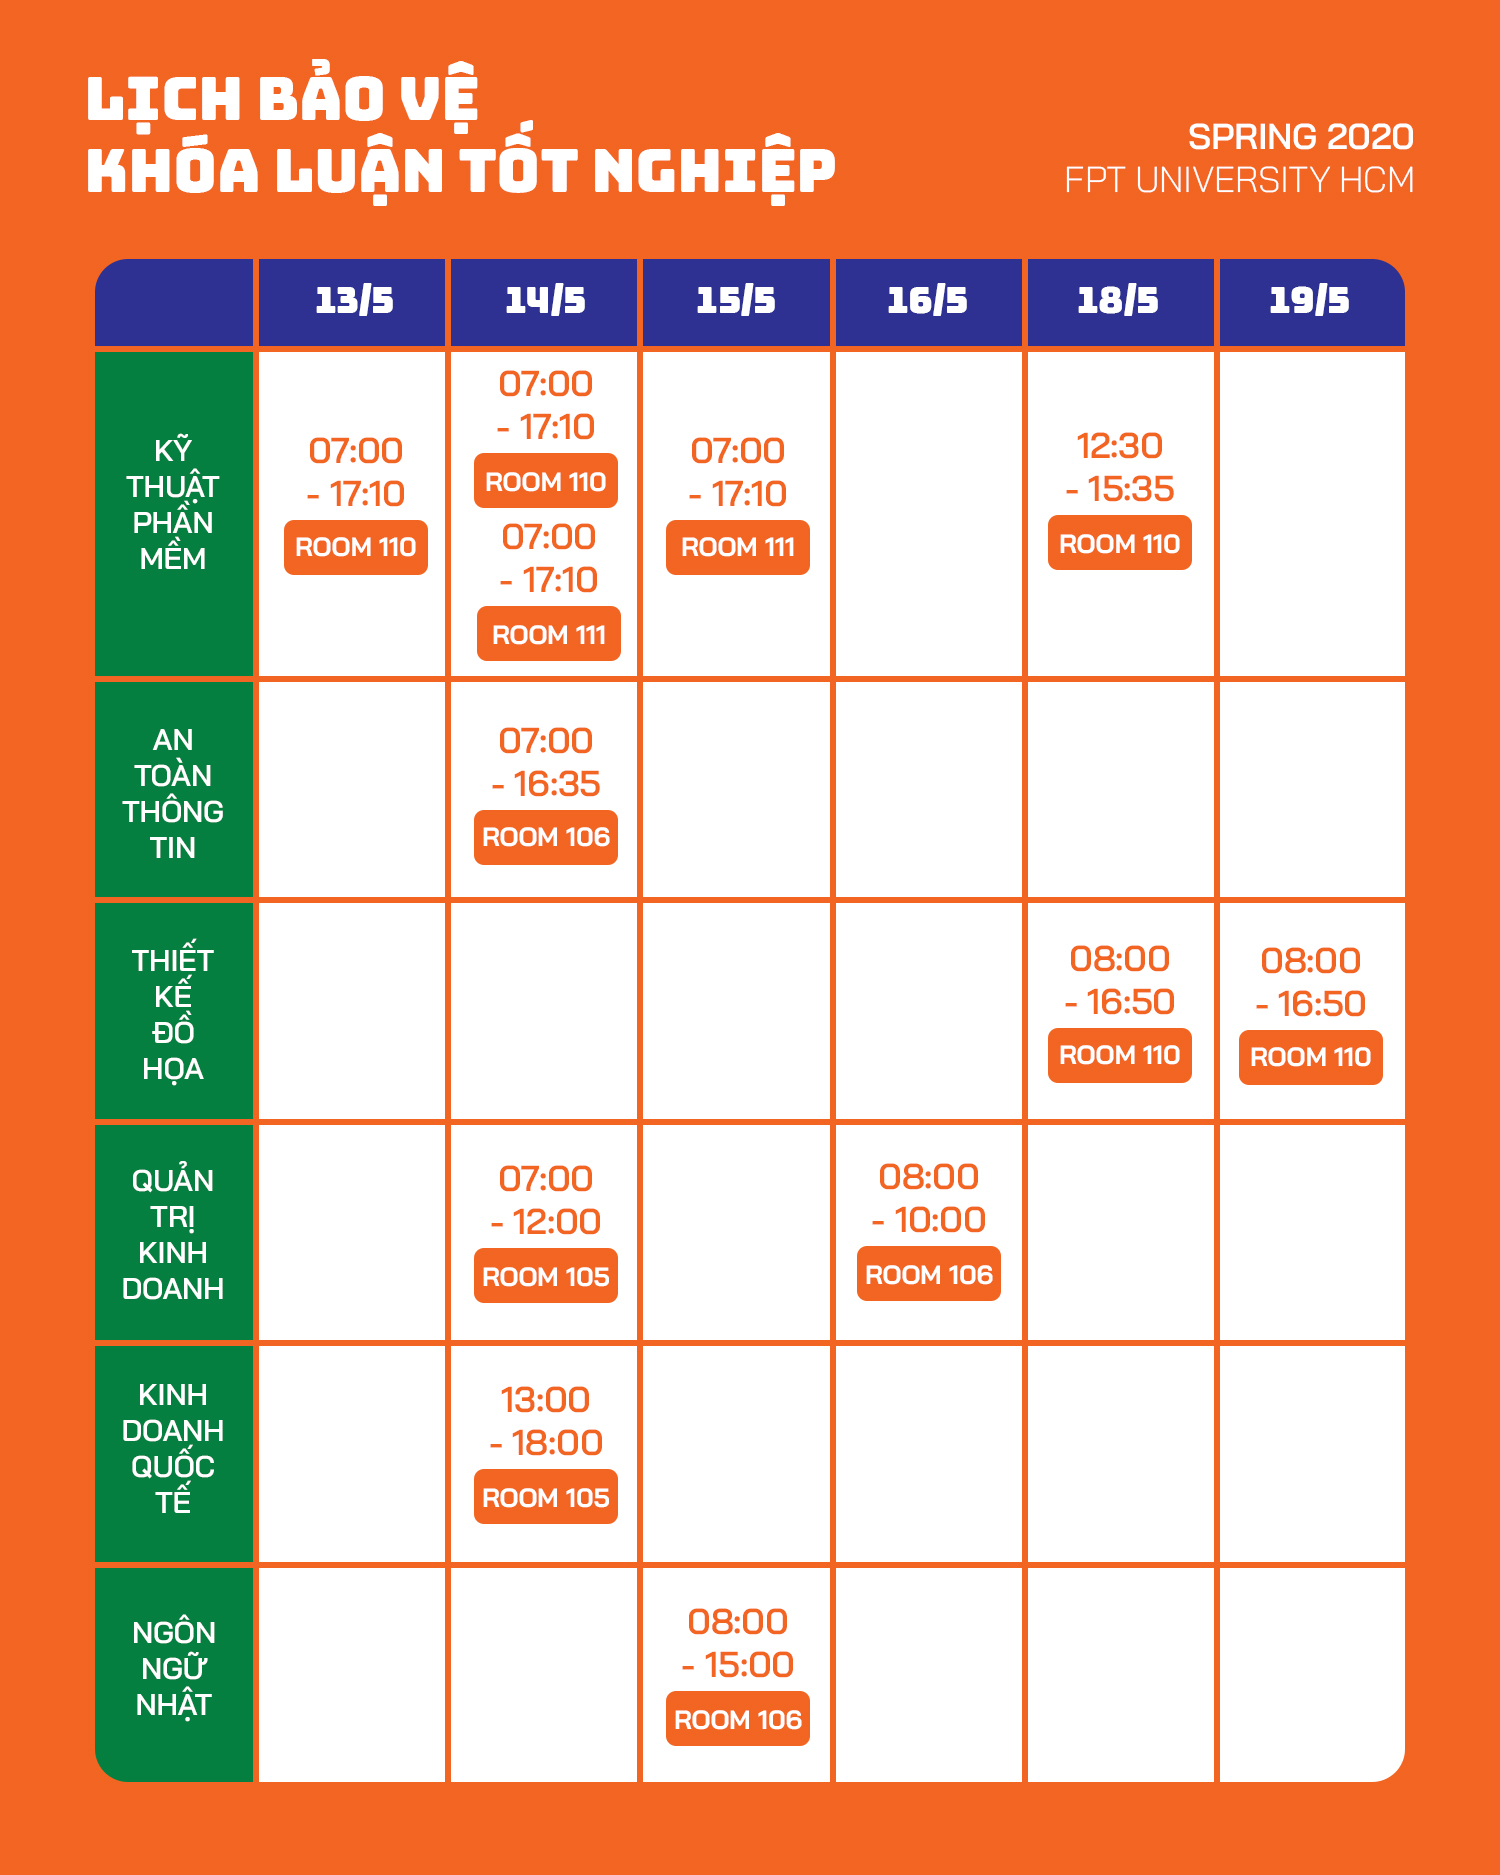 LỊCH BẢO VỆ
KHÓA LUẬN TỐT NGHIỆP
SPRING 2020
FPT UNIVERSITY HCM
13/5
14/5
15/5
16/5
18/5
19/5
KỸ
THUẬT
PHẦN
MỀM
07:00
- 17:10
ROOM 110
07:00
- 17:10
ROOM 110
07:00
- 17:10
ROOM 111
07:00
- 17:10
ROOM 111
12:30
- 15:35
ROOM 110
AN
TOÀN
THÔNG
TIN
07:00
- 16:35
ROOM 106
THIẾT
KẾ
ĐỒ
HỌA
08:00
- 16:50
ROOM 110
08:00
- 16:50
ROOM 110
QUẢN
TRỊ
KINH
DOANH
07:00
- 12:00
ROOM 105
08:00
- 10:00
ROOM 106
KINH
DOANH
QUỐC
TẾ
13:00
- 18:00
ROOM 105
NGÔN
NGỮ
NHẬT
08:00
- 15:00
ROOM 106